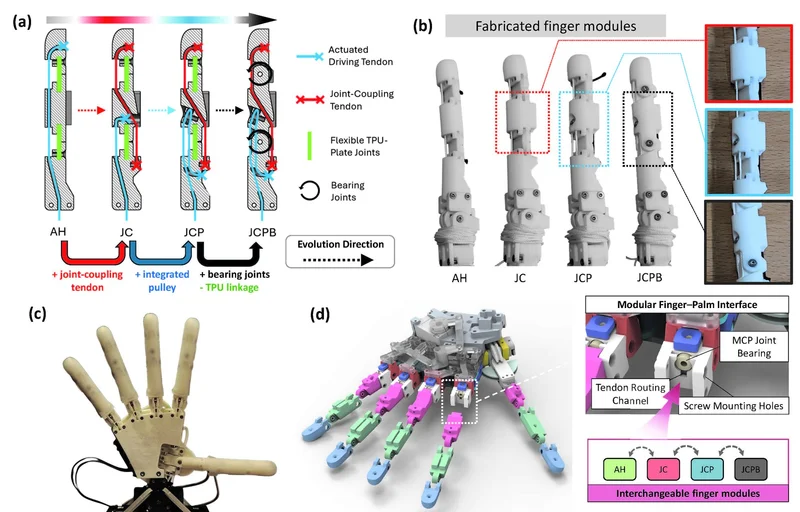 (a)
Actuated
Driving Tendon
Joint-Coupling
Tendon
Flexible TPU-
Plate Joints
Bearing
Joints
AH
JC
JCP
JCPB
+ joint-coupling
tendon
+ integrated
pulley
+ bearing joints
- TPU linkage
Evolution Direction
(b)
Fabricated finger modules
AH
JC
JCP
JCPB
(c)
(d)
Modular Finger–Palm Interface
MCP Joint
Bearing
Tendon Routing
Channel
Screw Mounting Holes
AH
JC
JCP
JCPB
Interchangeable finger modules